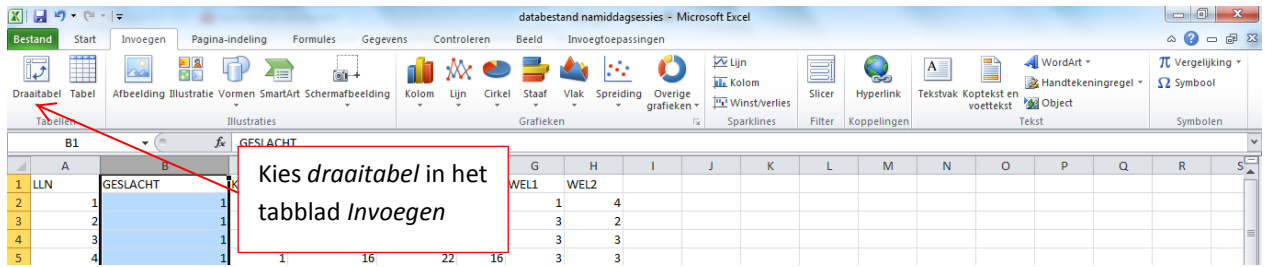 databestand namiddagsessies - Microsoft Excel
Bestand Start Invoegen Pagina-indeling Formules Gegevens Controleren Beeld Invoegtoepassingen
Draaitabel Tabel Afbeelding Illustratie Vormen SmartArt Schermafbeelding Kolom Lijn Cirkel Staaf Vlak Spreiding Overige grafieken Lijn Kolom Winst/verlies Slicer Hyperlink Tekstvak Koptekst en voettekst WordArt Handtekeningregel Object Vergelijking Symbool
Tabellen Illustraties Grafieken Sparklines Filter Koppelingen Tekst Symbolen
B1 fx GESLACHT
Kies draaitabel in het
tabblad Invoegen
A B G H I J K L M N O P Q R S
1 LLN GESLACHT K WEL1 WEL2
2 1 1 1 4
3 2 1 3 2
4 3 1 3 3
5 4 1 1 16 22 16 3 3